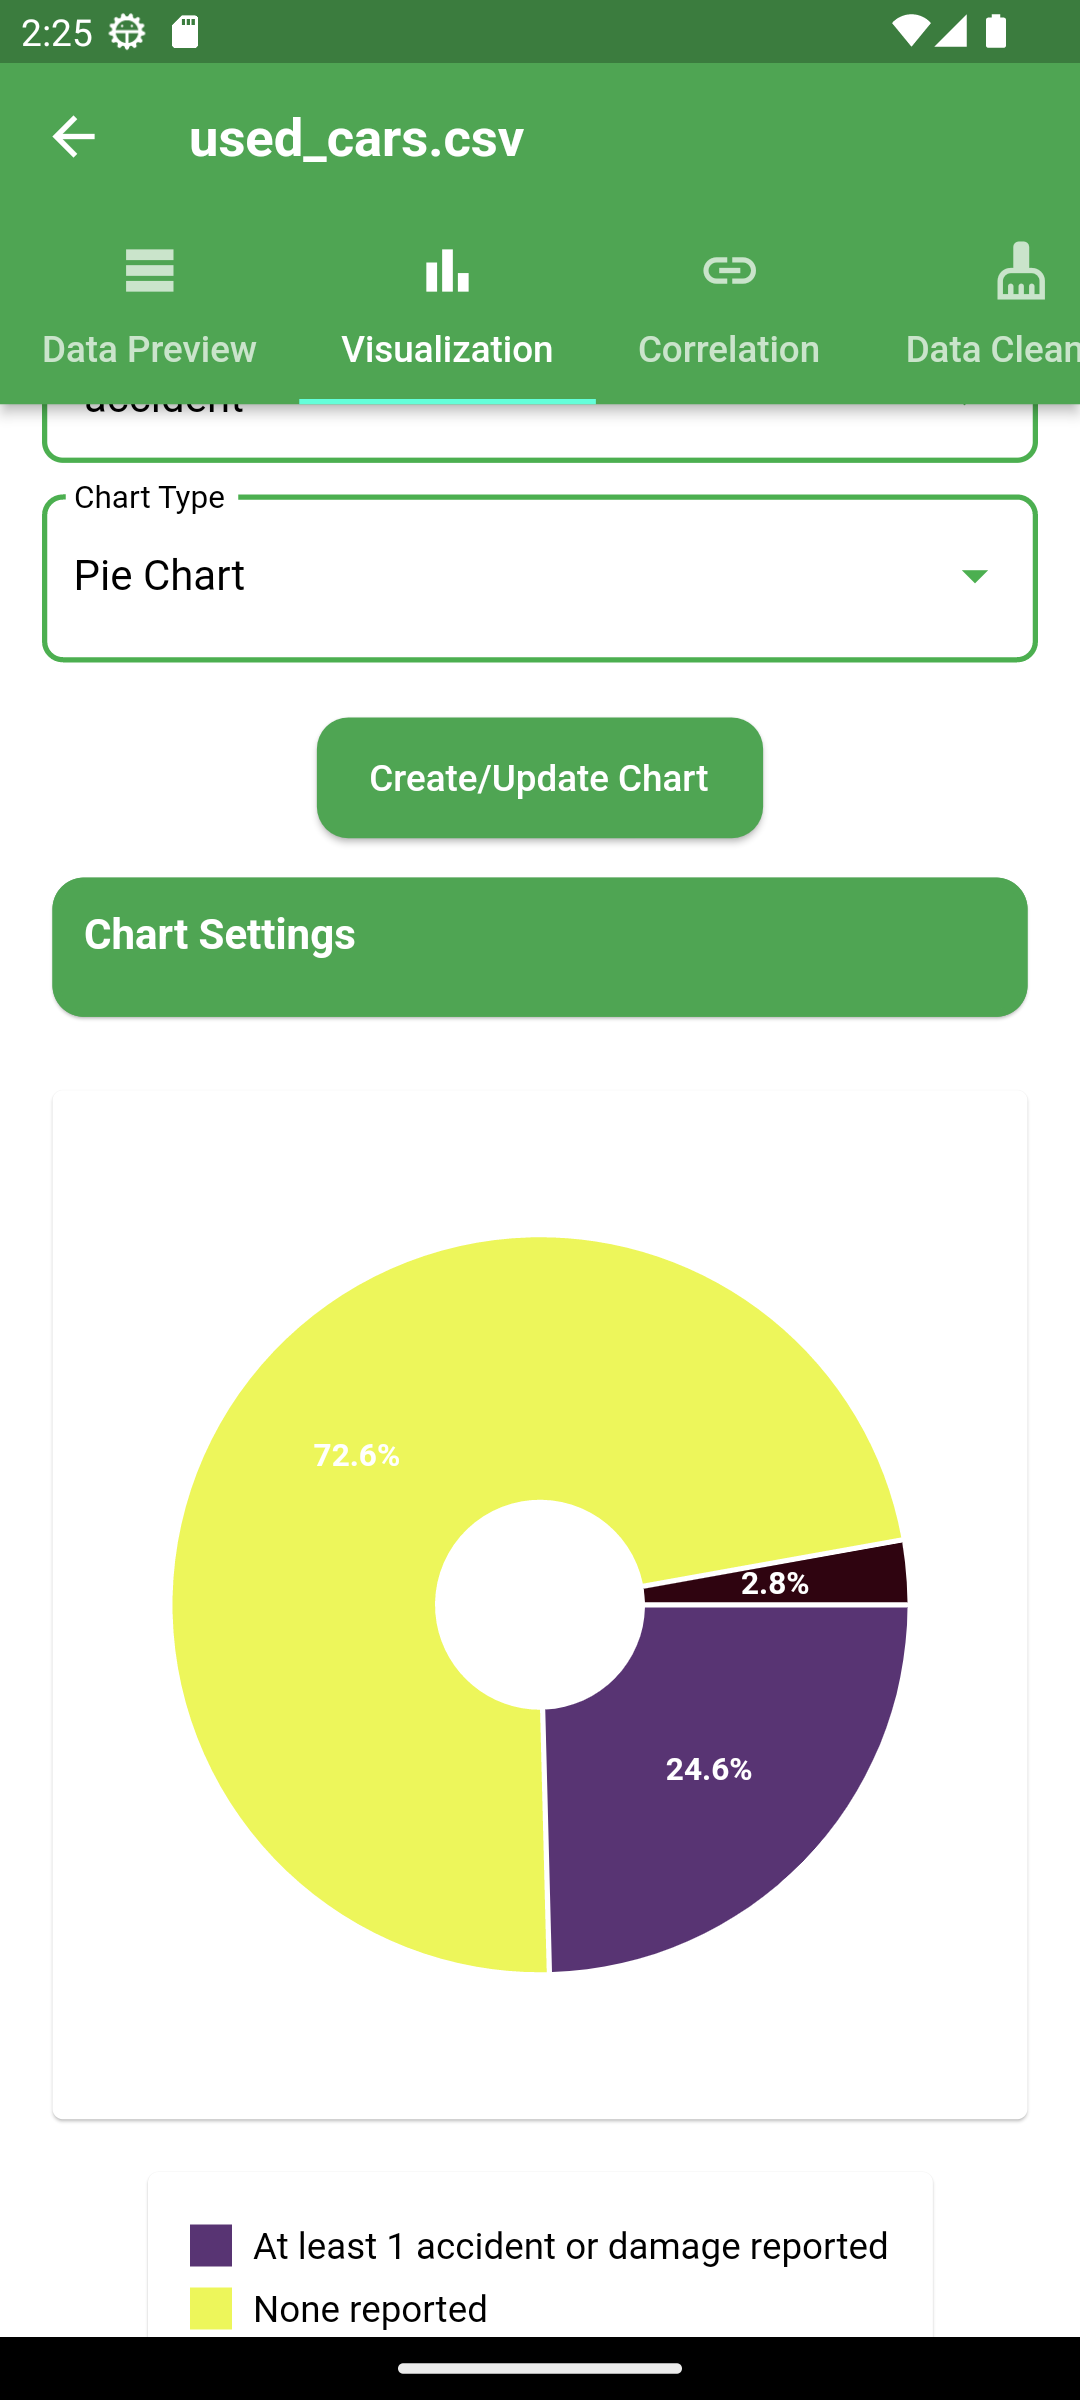 2:25
used_cars.csv
Data Preview
Visualization
Correlation
Data Clean
accident
Chart Type
Pie Chart
Create/Update Chart
Chart Settings
72.6%
2.8%
24.6%
At least 1 accident or damage reported
None reported